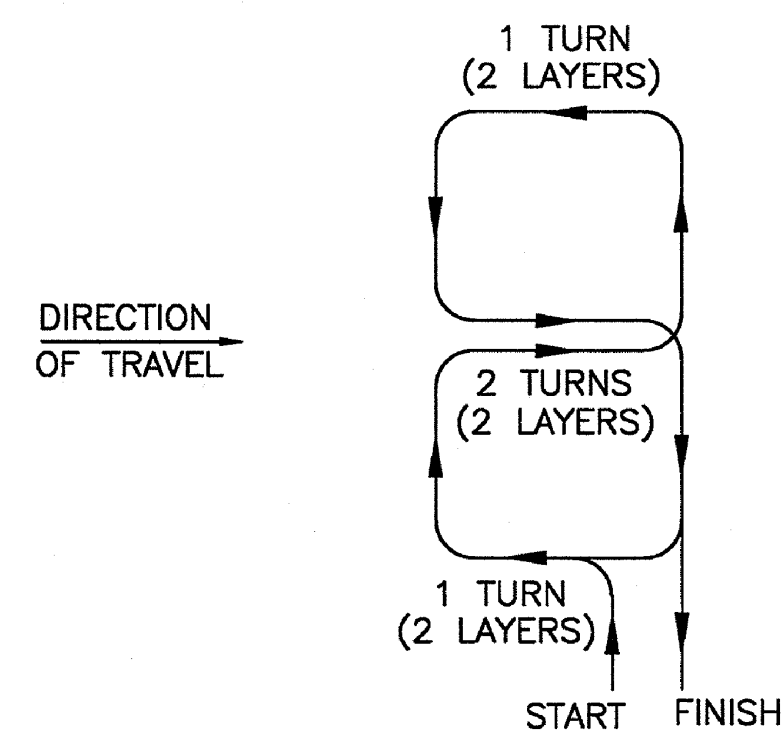 1 TURN
(2 LAYERS)
DIRECTION
OF TRAVEL
2 TURNS
(2 LAYERS)
1 TURN
(2 LAYERS)
START
FINISH